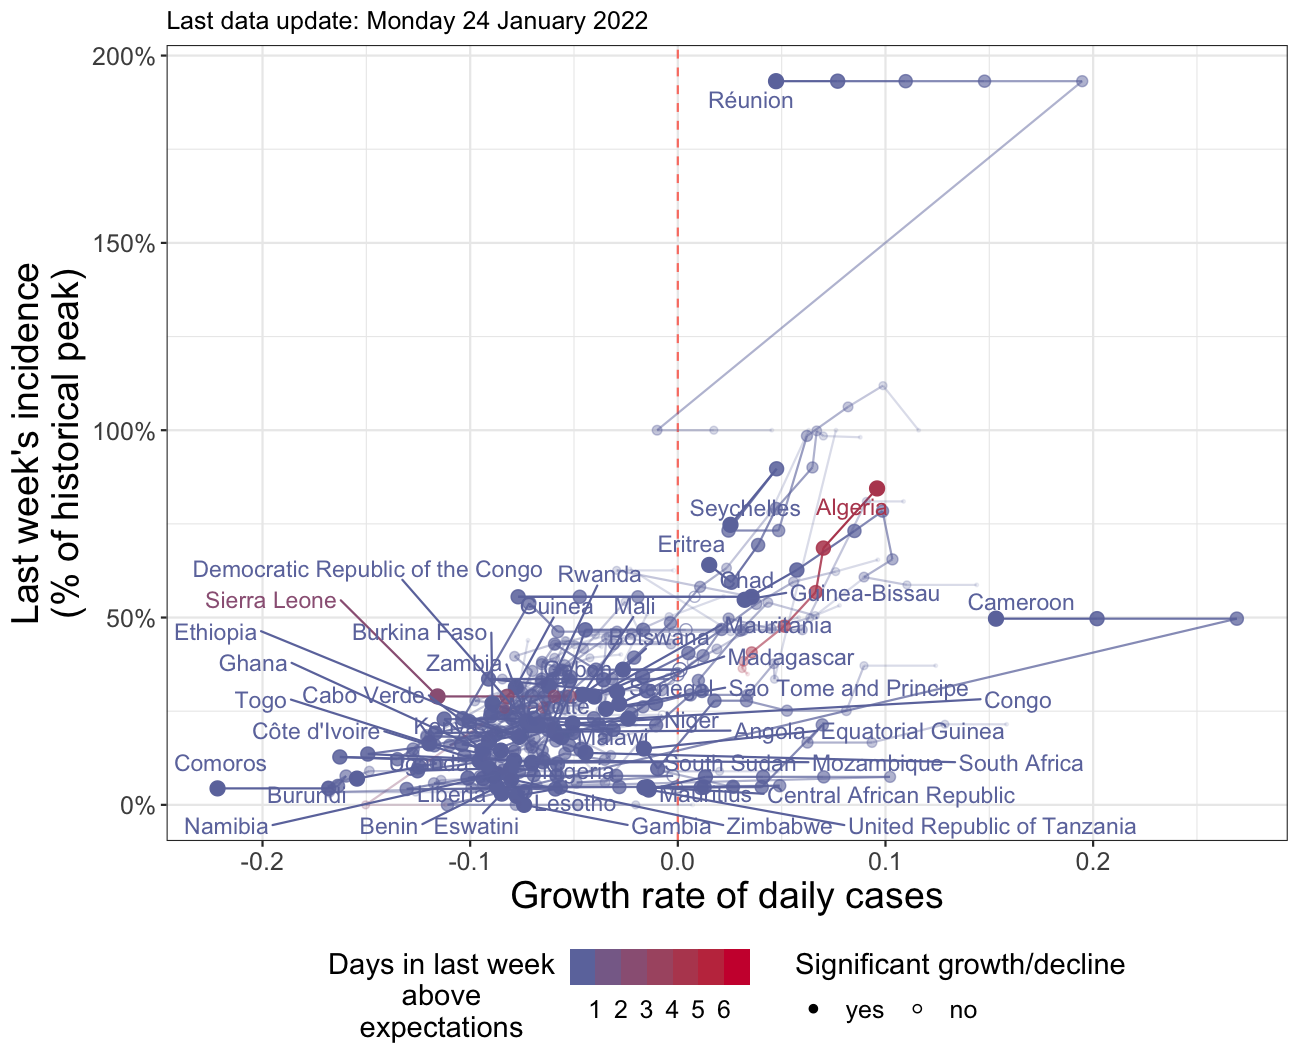 Last data update: Monday 24 January 2022
200%
150%
100%
50%
0%
Last week's incidence
(% of historical peak)
Réunion
Seychelles
Algeria
Eritrea
Democratic Republic of the Congo
Rwanda
Chad
Guinea-Bissau
Sierra Leone
Guinea
Mali
Cameroon
Ethiopia
Burkina Faso
Botswana
Mauritania
Ghana
Zambia
Madagascar
Togo
Cabo Verde
Senegal
Sao Tome and Principe
Congo
Côte d'Ivoire
Niger
Angola
Equatorial Guinea
Malawi
Comoros
Nigeria
South Sudan
Mozambique
South Africa
Burundi
Liberia
Lesotho
Mauritius
Central African Republic
Namibia
Benin
Eswatini
Gambia
Zimbabwe
United Republic of Tanzania
-0.2
-0.1
0.0
0.1
0.2
Growth rate of daily cases
Days in last week
above
expectations
1 2 3 4 5 6
Significant growth/decline
yes
no